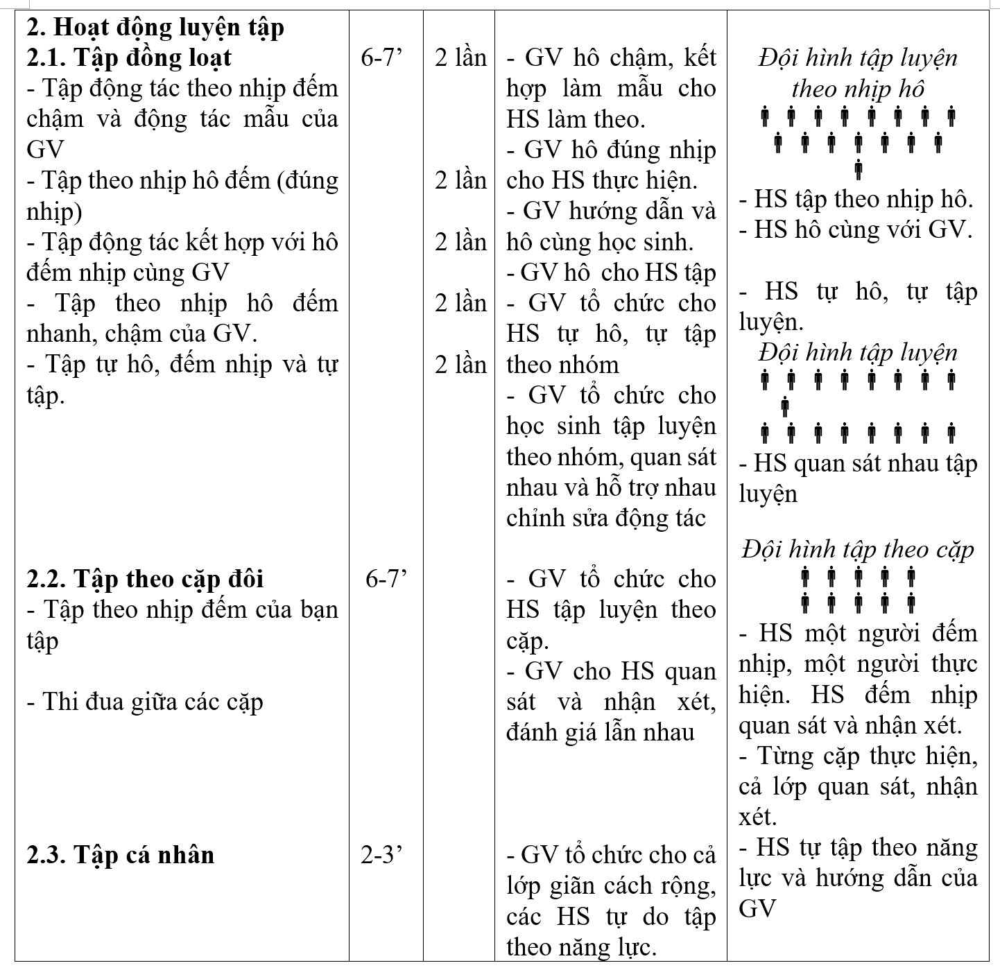 2. Hoạt động luyện tập
2.1. Tập đồng loạt
- Tập động tác theo nhịp đếm
chậm và động tác mẫu của
GV
- Tập theo nhịp hô đếm (đúng
nhịp)
- Tập động tác kết hợp với hô
đếm nhịp cùng GV
- Tập theo nhịp hô đếm
nhanh, chậm của GV.
- Tập tự hô, đếm nhịp và tự
tập.
2.2. Tập theo cặp đôi
- Tập theo nhịp đếm của bạn
tập
- Thi đua giữa các cặp
2.3. Tập cá nhân
6-7’
6-7’
2-3’
2 lần
2 lần
2 lần
2 lần
2 lần
- GV hô chậm, kết
hợp làm mẫu cho
HS làm theo.
- GV hô đúng nhịp
cho HS thực hiện.
- GV hướng dẫn và
hô cùng học sinh.
- GV hô cho HS tập
- GV tổ chức cho
HS tự hô, tự tập
theo nhóm
- GV tổ chức cho
học sinh tập luyện
theo nhóm, quan sát
nhau và hỗ trợ nhau
chỉnh sửa động tác
- GV tổ chức cho
HS tập luyện theo
cặp.
- GV cho HS quan
sát và nhận xét,
đánh giá lẫn nhau
- GV tổ chức cho cả
lớp giãn cách rộng,
các HS tự do tập
theo năng lực.
Đội hình tập luyện
theo nhịp hô
- HS tập theo nhịp hô.
- HS hô cùng với GV.
- HS tự hô, tự tập
luyện.
Đội hình tập luyện
- HS quan sát nhau tập
luyện
Đội hình tập theo cặp
- HS một người đếm
nhịp, một người thực
hiện. HS đếm nhịp
quan sát và nhận xét.
- Từng cặp thực hiện,
cả lớp quan sát, nhận
xét.
- HS tự tập theo năng
lực và hướng dẫn của
GV